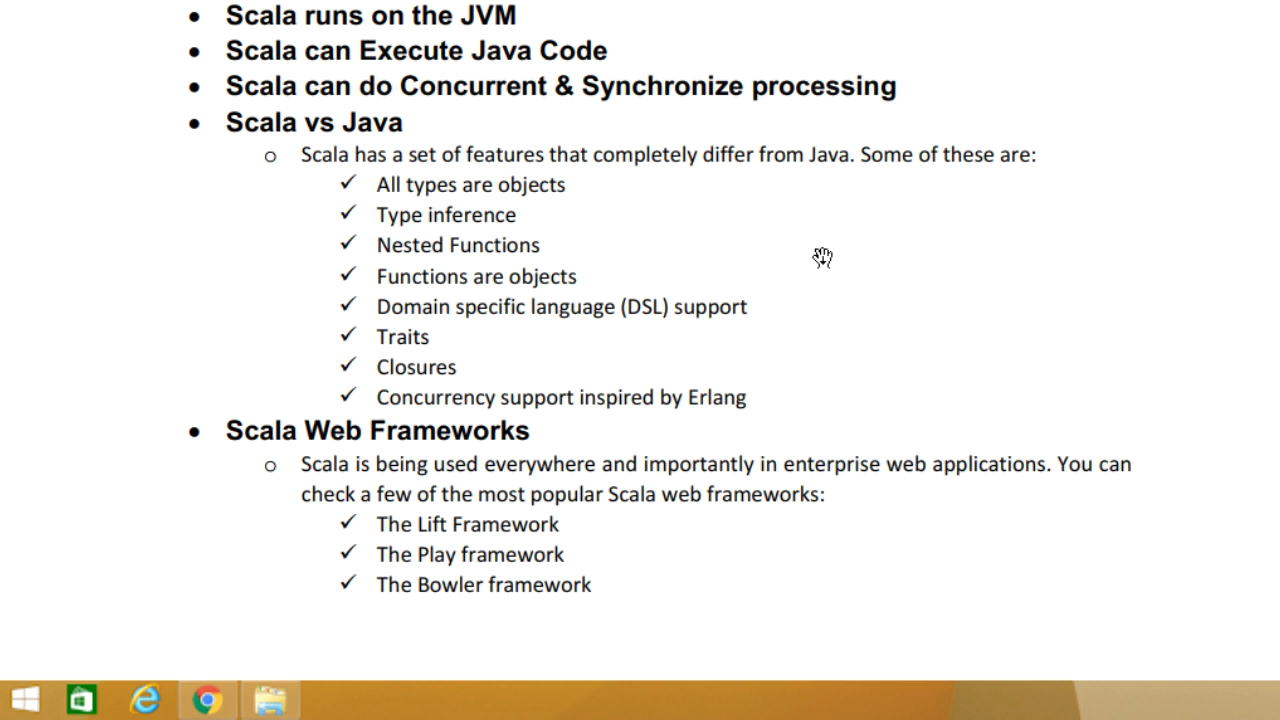 • Scala runs on the JVM
• Scala can Execute Java Code
• Scala can do Concurrent & Synchronize processing
• Scala vs Java
o Scala has a set of features that completely differ from Java. Some of these are:
✓ All types are objects
✓ Type inference
✓ Nested Functions
✓ Functions are objects
✓ Domain specific language (DSL) support
✓ Traits
✓ Closures
✓ Concurrency support inspired by Erlang
• Scala Web Frameworks
o Scala is being used everywhere and importantly in enterprise web applications. You can
check a few of the most popular Scala web frameworks:
✓ The Lift Framework
✓ The Play framework
✓ The Bowler framework